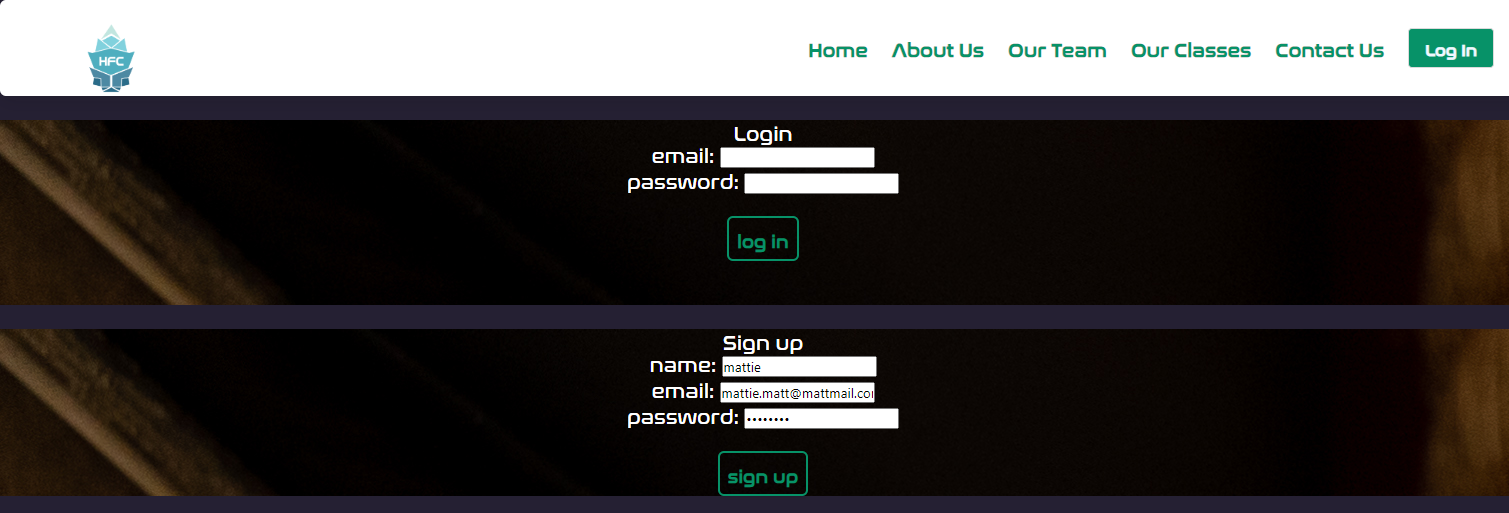 HFC
Home About Us Our Team Our Classes Contact Us Log In
Login
email:
password:
log in
Sign up
name: mattie
email: mattie.matt@mattmail.co
password: ••••••••
sign up